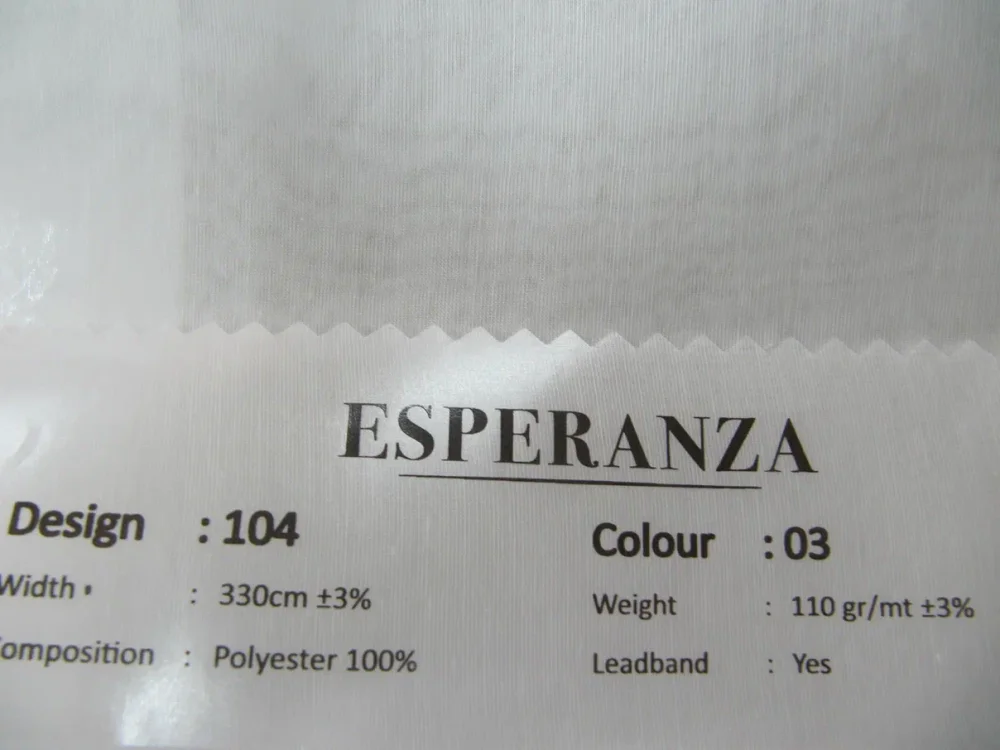 ESPERANZA
Design : 104 Colour : 03
Width : 330cm ±3% Weight : 110 gr/mt ±3%
omposition : Polyester 100% Leadband : Yes